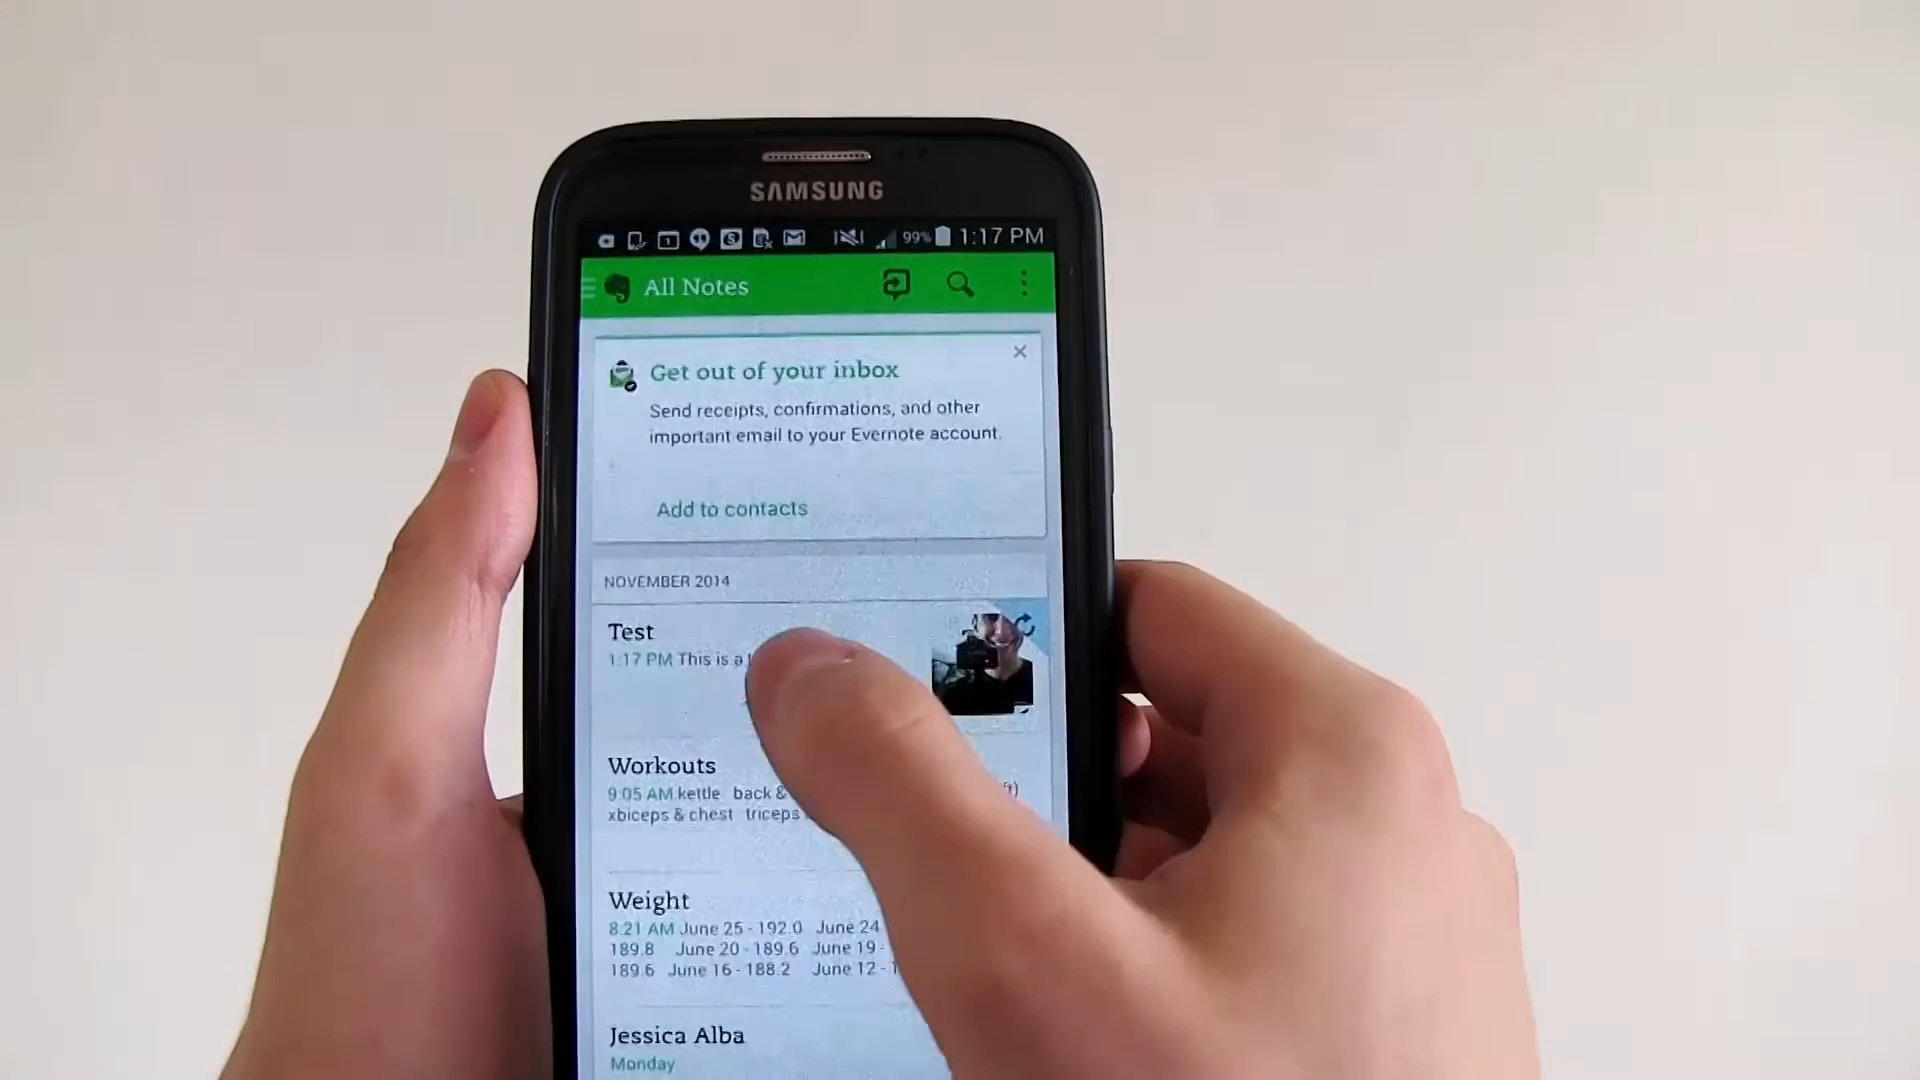 SAMSUNG
99% 1:17 PM
All Notes
Get out of your inbox
Send receipts, confirmations, and other
important email to your Evernote account.
Add to contacts
NOVEMBER 2014
Test
1:17 PM This is a
Workouts
9:05 AM kettle back &
xbiceps & chest triceps
Weight
8:21 AM June 25 - 192.0 June 24
189.8 June 20 - 189.6 June 19 -
189.6 June 16 - 188.2 June 12 -
Jessica Alba
Monday